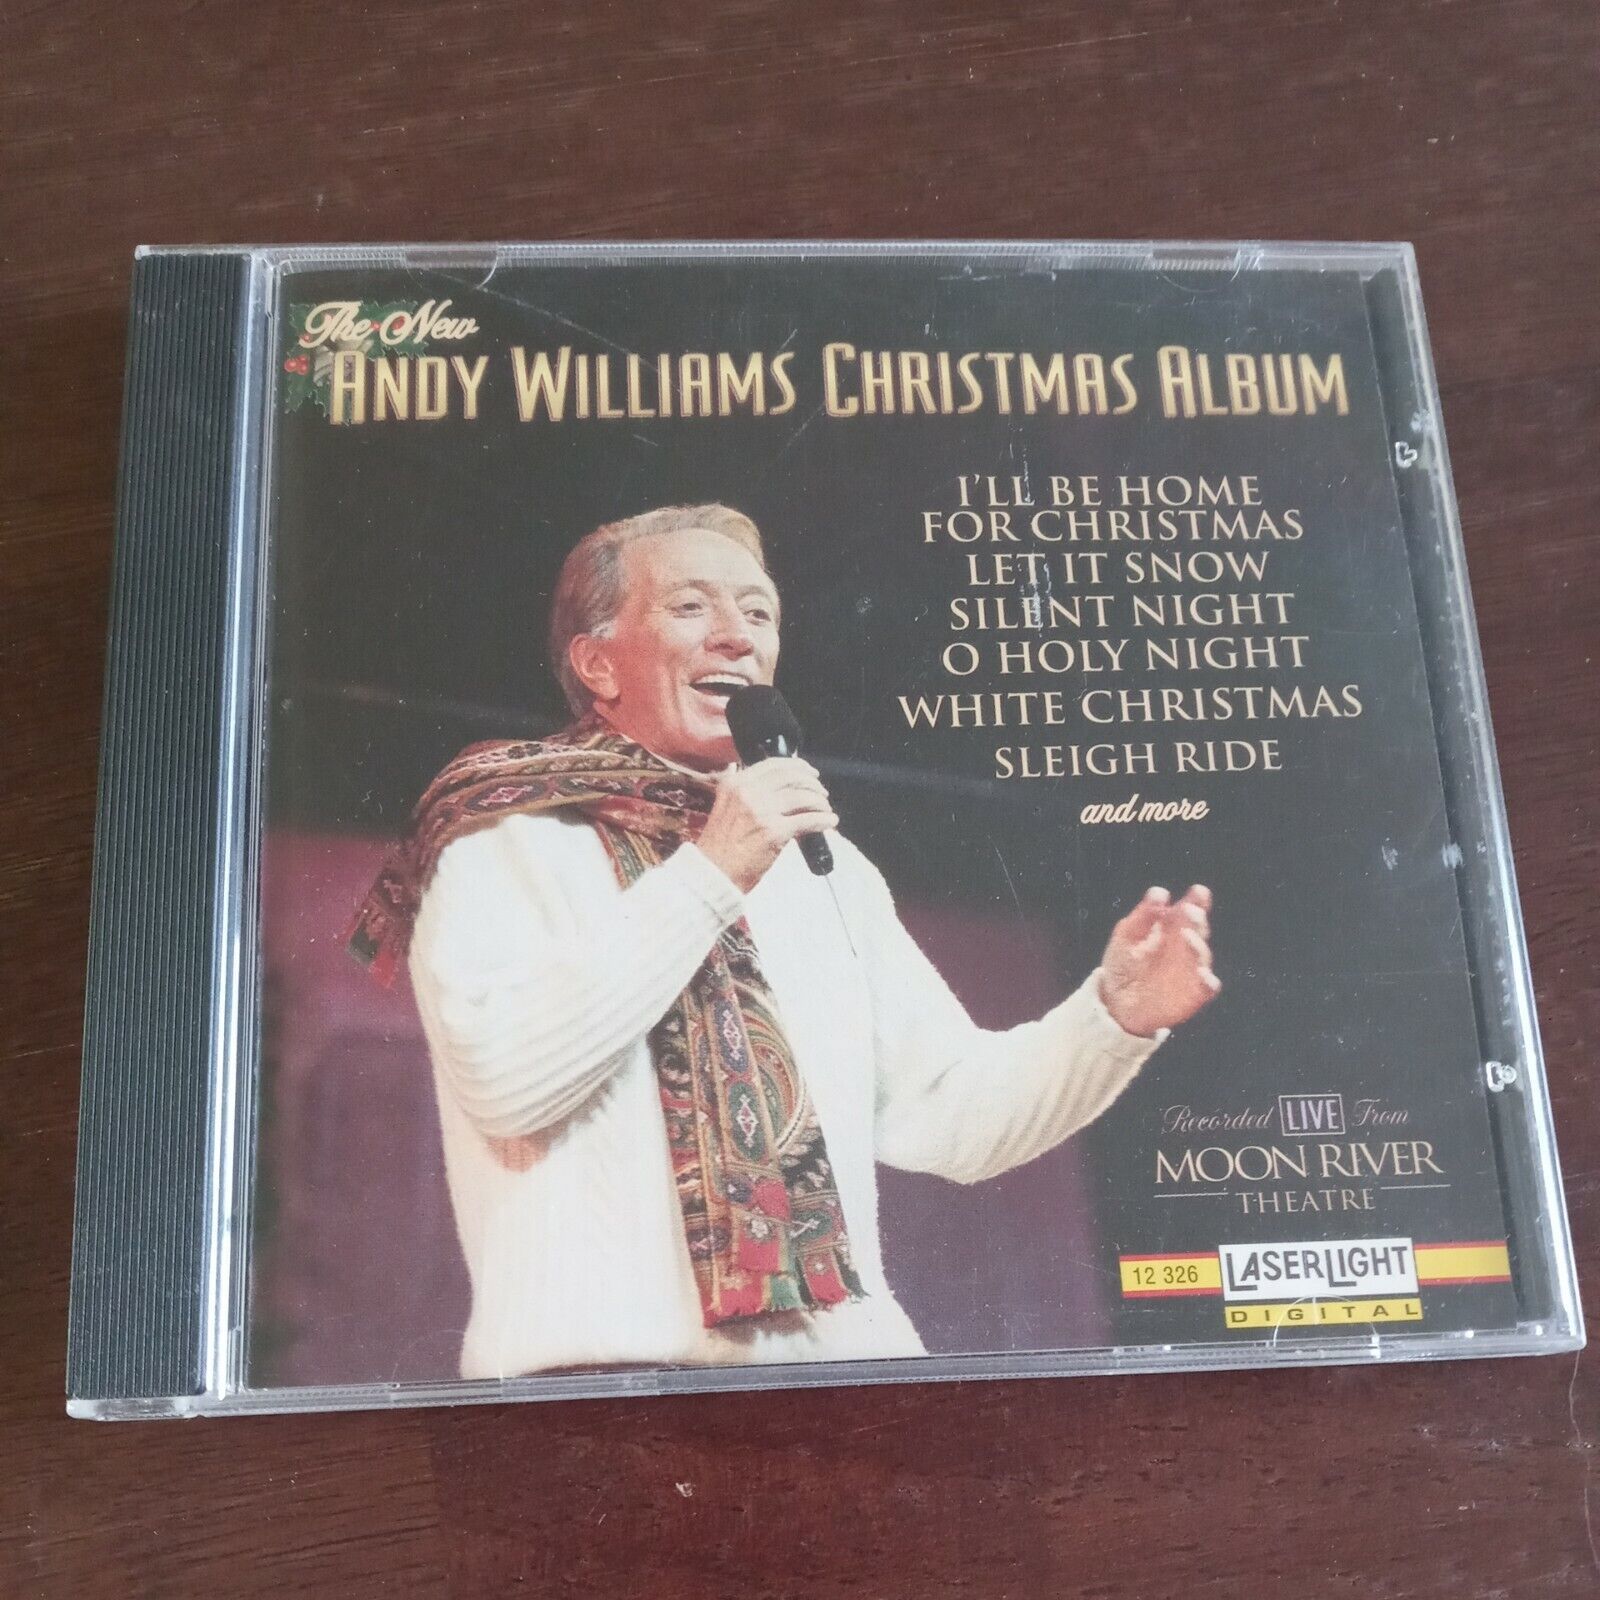 The New
ANDY WILLIAMS CHRISTMAS ALBUM
I'LL BE HOME
FOR CHRISTMAS
LET IT SNOW
SILENT NIGHT
O HOLY NIGHT
WHITE CHRISTMAS
SLEIGH RIDE
and more
Recorded LIVE From
MOON RIVER
THEATRE
12 326 LASERLIGHT
DIGITAL